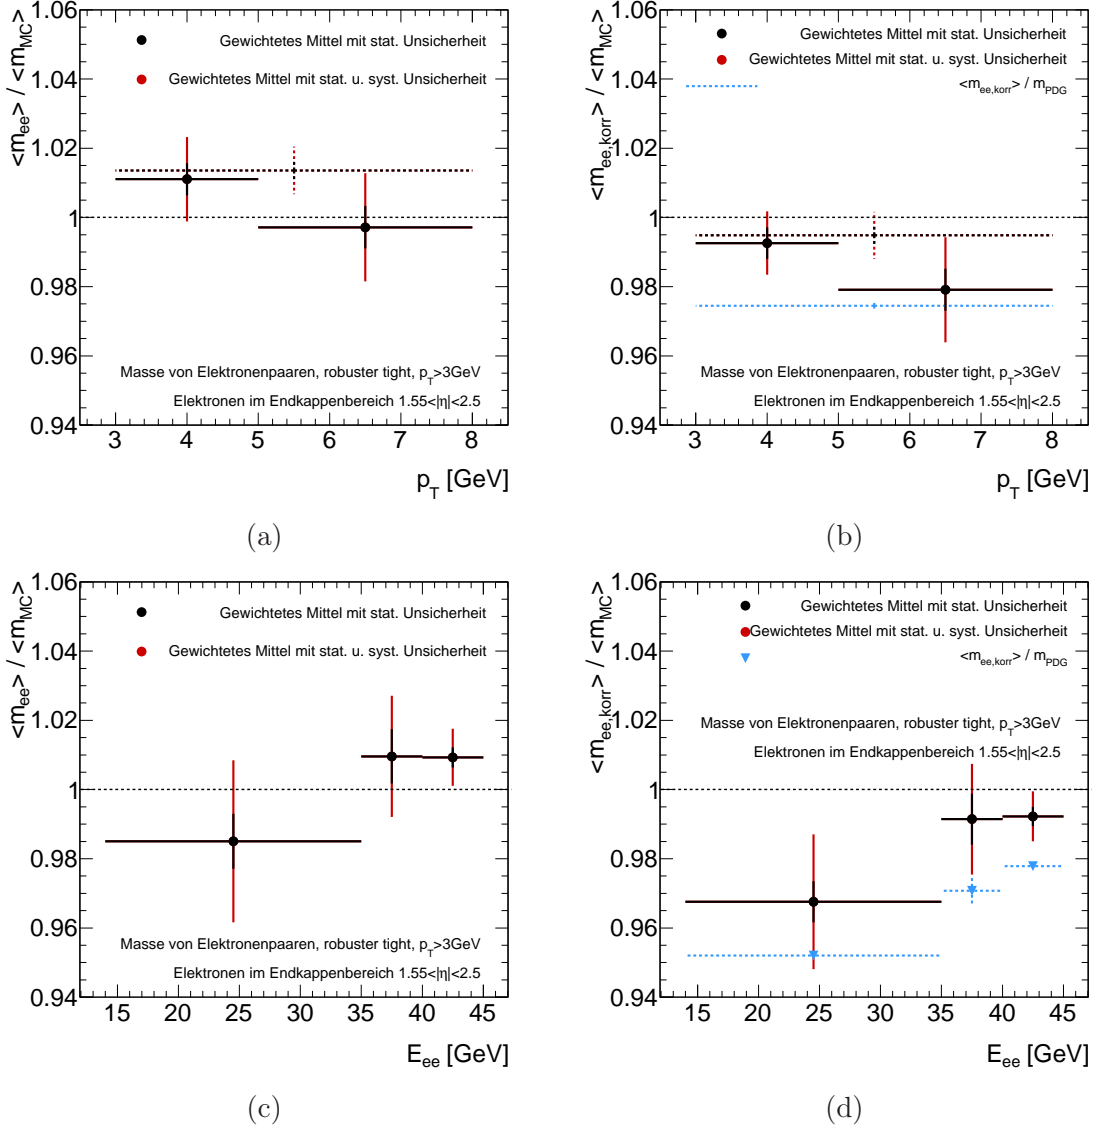 <m_ee> / <m_MC>
1.06
1.04
1.02
1
0.98
0.96
0.94
Gewichtetes Mittel mit stat. Unsicherheit
Gewichtetes Mittel mit stat. u. syst. Unsicherheit
Masse von Elektronenpaaren, robuster tight, p_T>3GeV
Elektronen im Endkappenbereich 1.55<|η|<2.5
3 4 5 6 7 8
p_T [GeV]
(a)
<m_ee,korr> / <m_MC>
1.06
1.04
1.02
1
0.98
0.96
0.94
Gewichtetes Mittel mit stat. Unsicherheit
Gewichtetes Mittel mit stat. u. syst. Unsicherheit
<m_ee,korr> / m_PDG
Masse von Elektronenpaaren, robuster tight, p_T>3GeV
Elektronen im Endkappenbereich 1.55<|η|<2.5
3 4 5 6 7 8
p_T [GeV]
(b)
<m_ee> / <m_MC>
1.06
1.04
1.02
1
0.98
0.96
0.94
Gewichtetes Mittel mit stat. Unsicherheit
Gewichtetes Mittel mit stat. u. syst. Unsicherheit
Masse von Elektronenpaaren, robuster tight, p_T>3GeV
Elektronen im Endkappenbereich 1.55<|η|<2.5
15 20 25 30 35 40 45
E_ee [GeV]
(c)
<m_ee,korr> / <m_MC>
1.06
1.04
1.02
1
0.98
0.96
0.94
Gewichtetes Mittel mit stat. Unsicherheit
Gewichtetes Mittel mit stat. u. syst. Unsicherheit
<m_ee,korr> / m_PDG
Masse von Elektronenpaaren, robuster tight, p_T>3GeV
Elektronen im Endkappenbereich 1.55<|η|<2.5
15 20 25 30 35 40 45
E_ee [GeV]
(d)